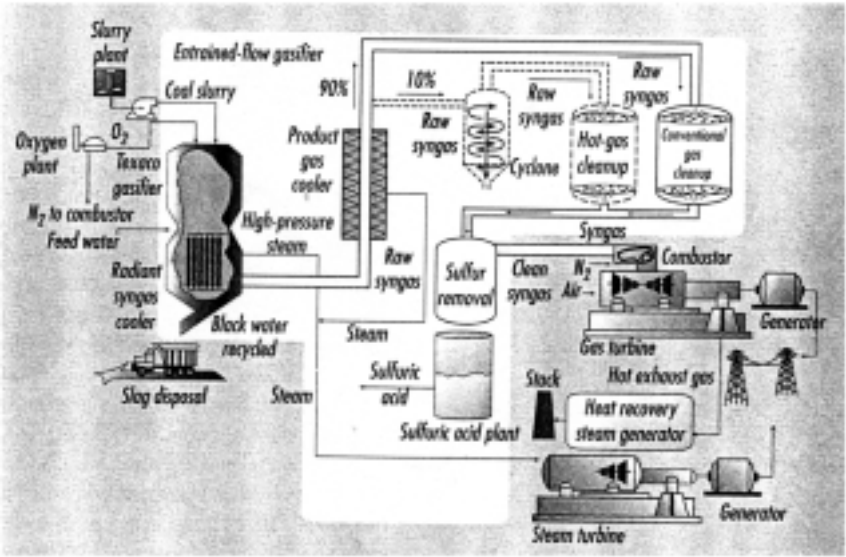 Slurry
plant
Entrained-flow gasifier
Coal slurry
90%
10%
Raw
syngas
Raw
syngas
Raw
syngas
Oxygen
plant
O2
Texaco
gasifier
Product
gas
cooler
Cyclone
Hot-gas
cleanup
Conventional
gas
cleanup
N2 to combustor
Feed water
High-pressure
steam
Raw
syngas
Syngas
Radiant
syngas
cooler
Sulfur
removal
Clean
syngas
N2
Air
Combustor
Generator
Black water
recycled
Steam
Gas turbine
Slag disposal
Steam
Sulfuric
acid
Stack
Hot exhaust gas
Heat recovery
steam generator
Sulfuric acid plant
Generator
Steam turbine